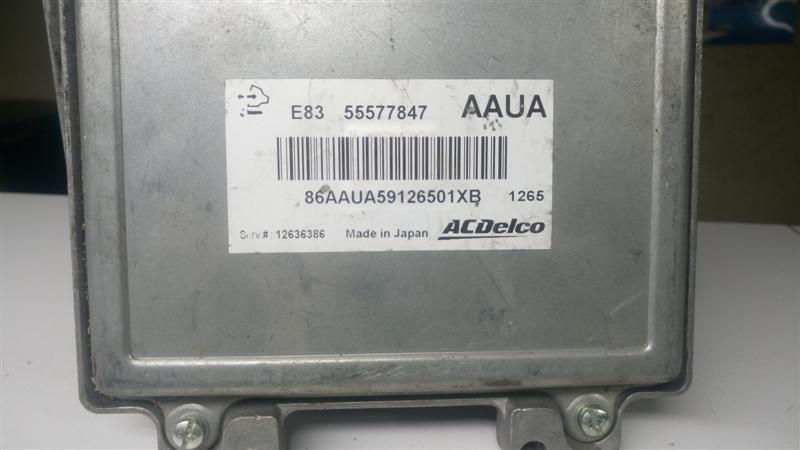 E83 55577847 AAUA
86AAUA59126501XB 1265
Serv.#: 12636386 Made in Japan ACDelco